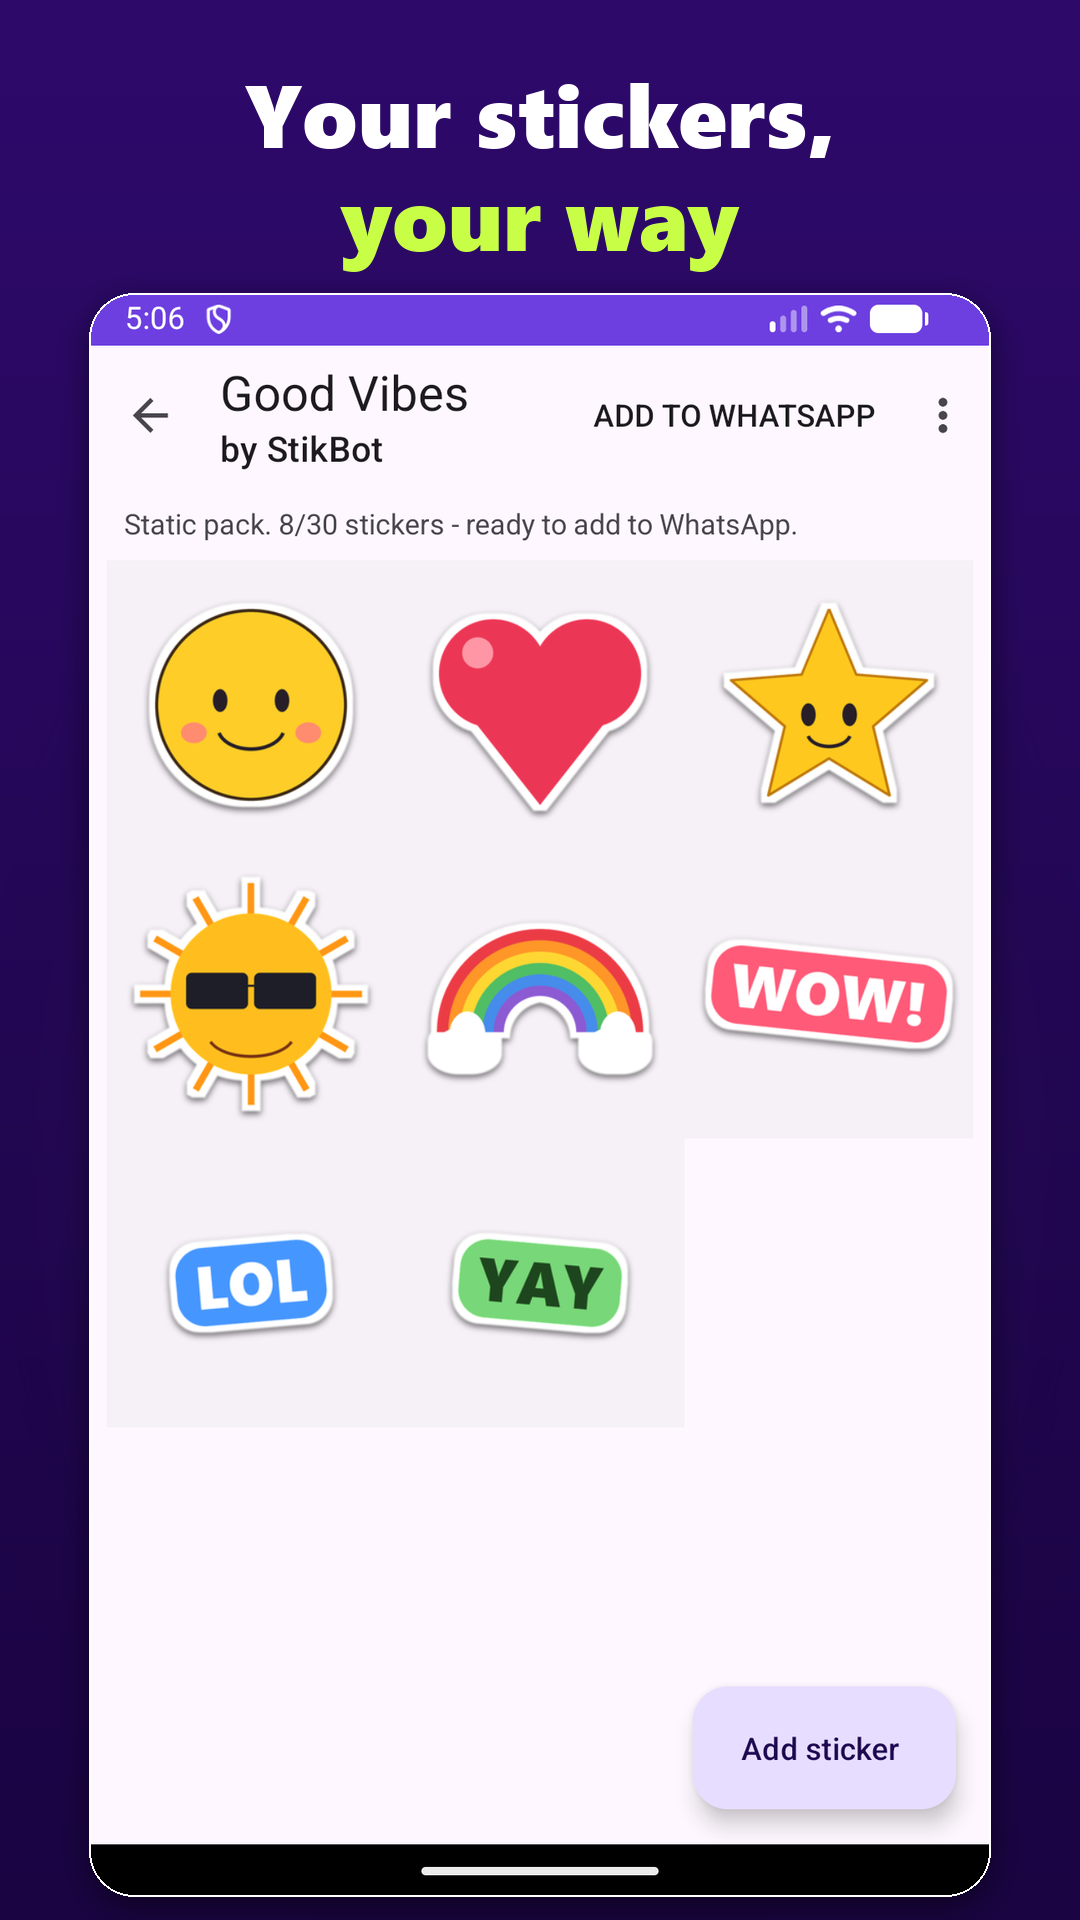 Your stickers,
your way
5:06
Good Vibes
by StikBot
ADD TO WHATSAPP
Static pack. 8/30 stickers - ready to add to WhatsApp.
WOW!
LOL
YAY
Add sticker